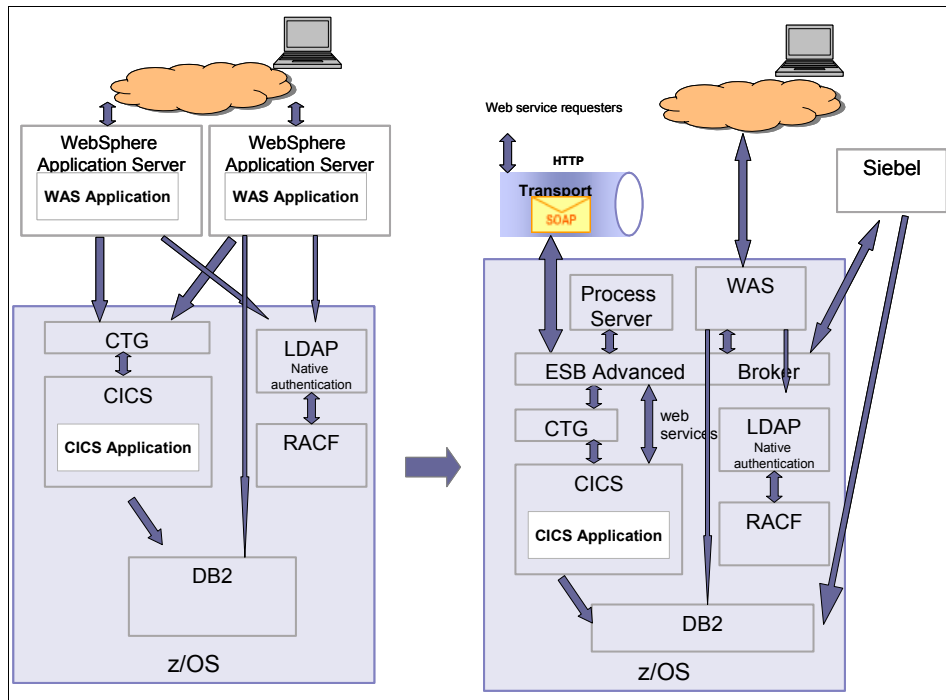 WebSphere
Application Server
WAS Application
WebSphere
Application Server
WAS Application
CTG
CICS
CICS Application
LDAP
Native
authentication
RACF
DB2
z/OS
Web service requesters
HTTP
Transport
SOAP
Siebel
Process
Server
WAS
ESB Advanced
Broker
CTG
web
services
CICS
CICS Application
LDAP
Native
authentication
RACF
DB2
z/OS